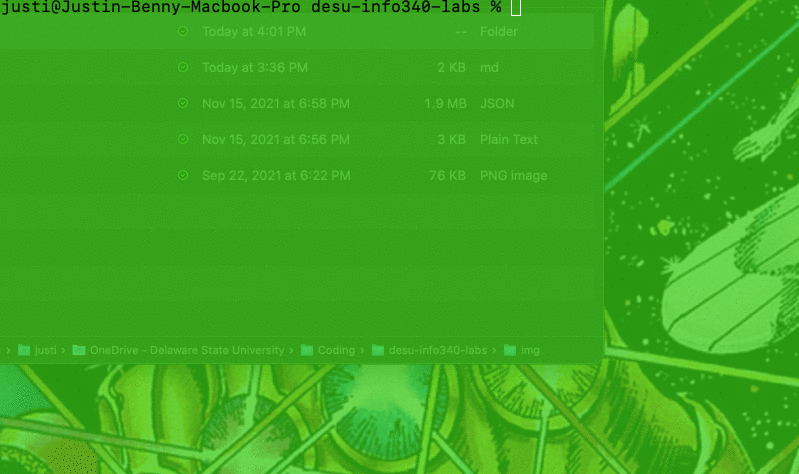 justi@Justin-Benny-Macbook-Pro desu-info340-labs %
Today at 4:01 PM -- Folder
Today at 3:36 PM 2 KB md
Nov 15, 2021 at 6:58 PM 1.9 MB JSON
Nov 15, 2021 at 6:56 PM 3 KB Plain Text
Sep 22, 2021 at 6:22 PM 76 KB PNG image
› justi › OneDrive - Delaware State University › Coding › desu-info340-labs › img